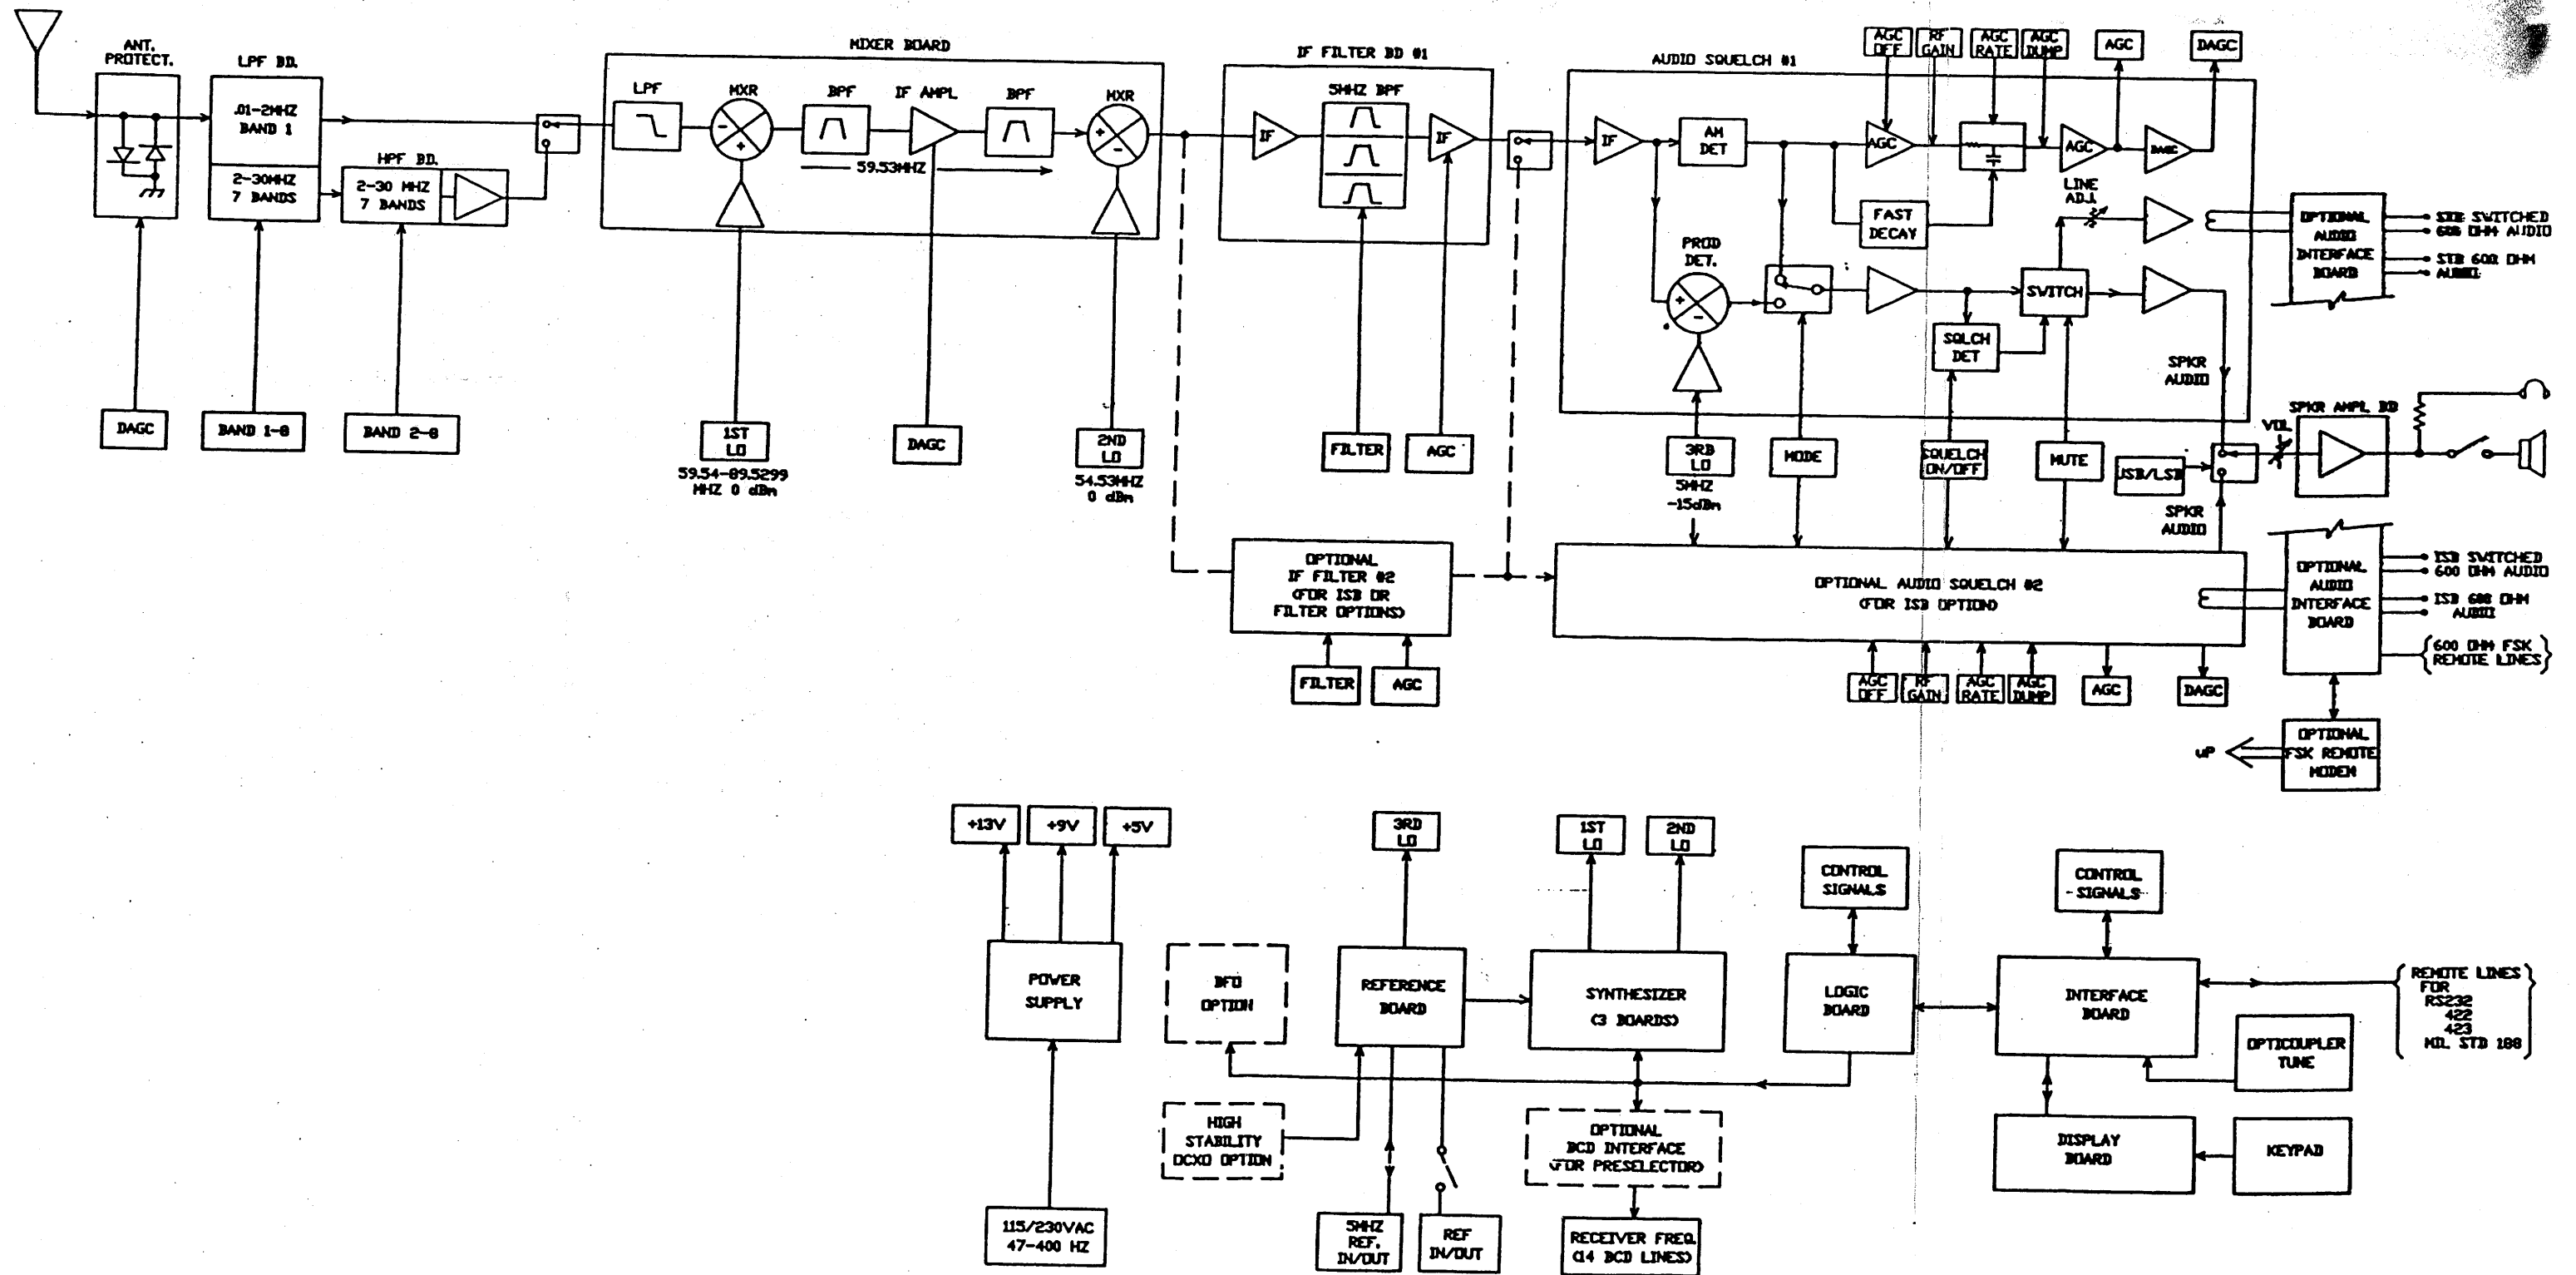 ANT.
PROTECT.
LPF BD.
.01-2MHZ
BAND 1
2-30MHZ
7 BANDS
HPF BD.
2-30 MHZ
7 BANDS
DAGC
BAND 1-8
BAND 2-8
MIXER BOARD
LPF
MXR
BPF
IF AMPL
BPF
MXR
59.53MHZ
1ST
LO
59.54-89.5299
MHZ 0 dBm
DAGC
2ND
LO
54.53MHZ
0 dBm
IF FILTER BD #1
IF
5MHZ BPF
IF
FILTER
AGC
AUDIO SQUELCH #1
AGC
OFF
RF
GAIN
AGC
RATE
AGC
DUMP
AGC
DAGC
IF
AM
DET
AGC
AGC
DAGC
FAST
DECAY
LINE
ADJ.
PROD
DET.
SWITCH
SQLCH
DET
SPKR
AUDIO
3RD
LO
5MHZ
-15dBm
MODE
SQUELCH
ON/OFF
MUTE
USB/LSB
SPKR
AUDIO
VOL
SPKR AMPL BD
OPTIONAL
AUDIO
INTERFACE
BOARD
SWITCHED
600 OHM AUDIO
STB 600 OHM
AUDIO
OPTIONAL
IF FILTER #2
(FOR ISB OR
FILTER OPTIONS)
FILTER
AGC
OPTIONAL AUDIO SQUELCH #2
(FOR ISB OPTION)
AGC
OFF
RF
GAIN
AGC
RATE
AGC
DUMP
AGC
DAGC
OPTIONAL
AUDIO
INTERFACE
BOARD
ISB SWITCHED
600 OHM AUDIO
ISB 600 OHM
AUDIO
600 OHM FSK
REMOTE LINES
OPTIONAL
FSK REMOTE
MODEM
uP
+13V
+9V
+5V
POWER
SUPPLY
115/230VAC
47-400 HZ
BFO
OPTION
HIGH
STABILITY
OCXO OPTION
3RD
LO
REFERENCE
BOARD
5MHZ
REF.
IN/OUT
REF
IN/OUT
1ST
LO
2ND
LO
SYNTHESIZER
(3 BOARDS)
OPTIONAL
BCD INTERFACE
(FOR PRESELECTOR)
RECEIVER FREQ.
(14 BCD LINES)
CONTROL
SIGNALS
LOGIC
BOARD
CONTROL
SIGNALS
INTERFACE
BOARD
REMOTE LINES
FOR
RS232
422
423
MIL STD 188
OPTICOUPLER
TUNE
DISPLAY
BOARD
KEYPAD